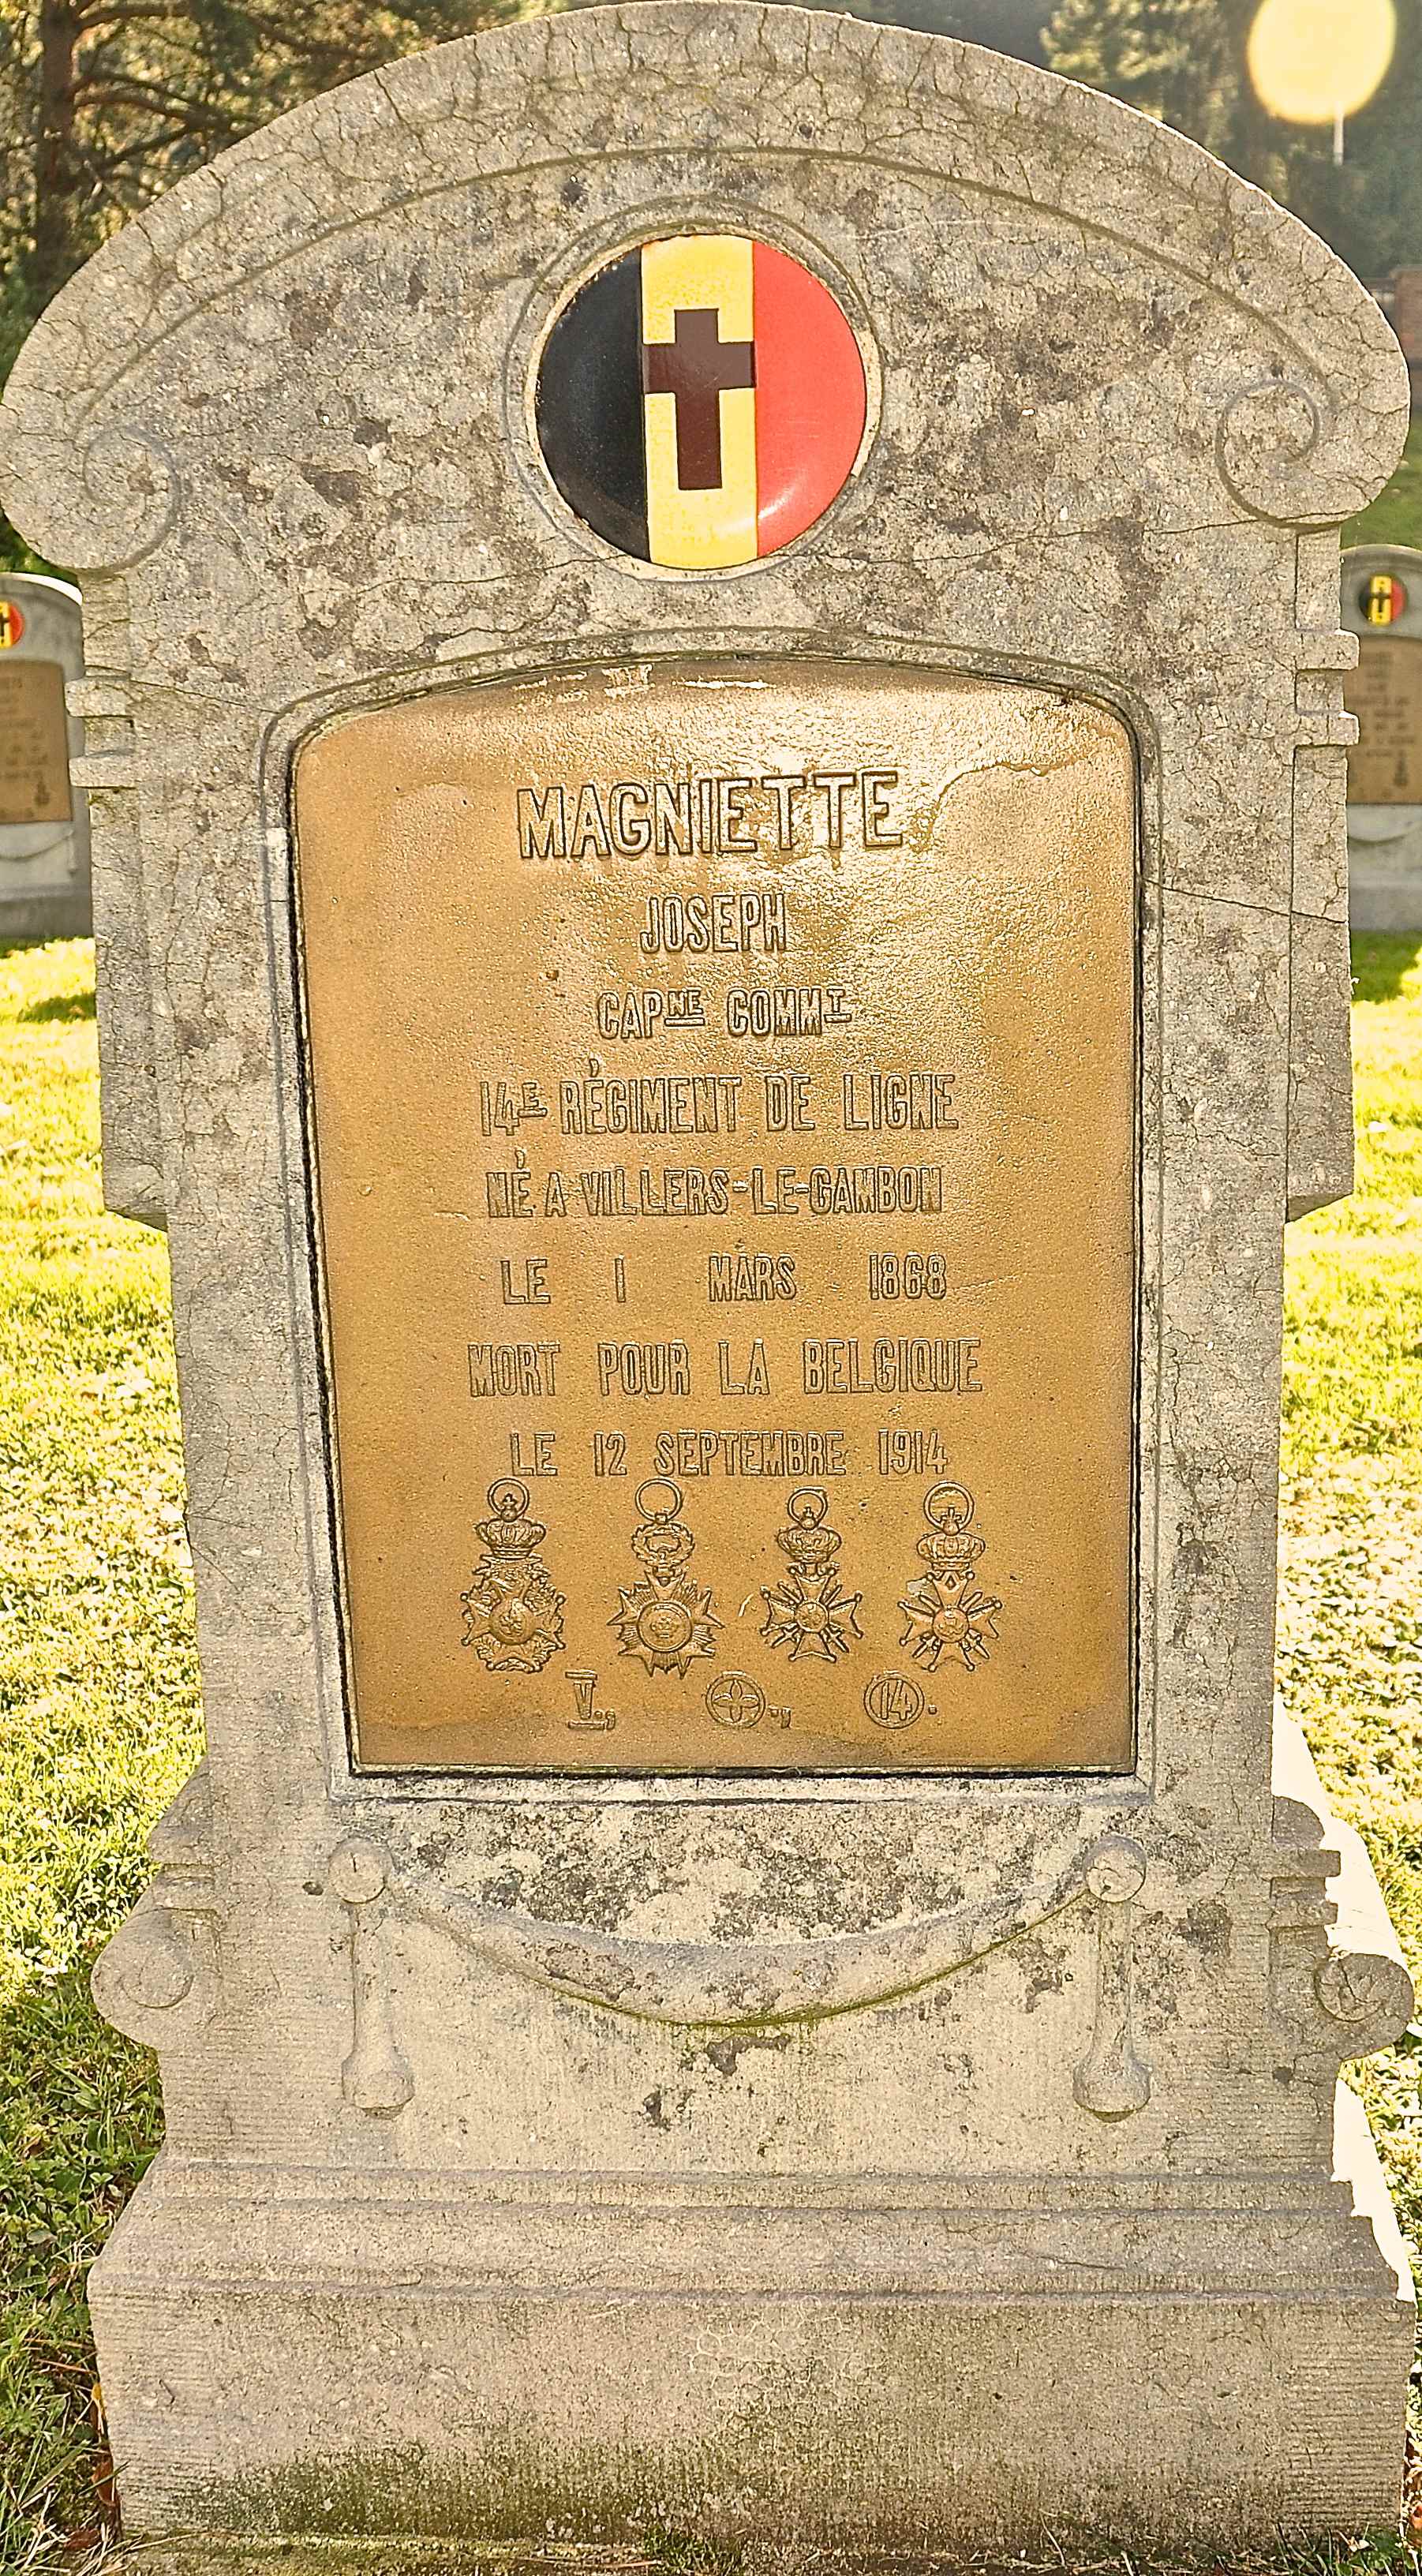 MAGNIETTE
JOSEPH
CAPNE COMMT
14E RÉGIMENT DE LIGNE
NÉ A VILLERS-LE-GAMBON
LE 1 MARS 1868
MORT POUR LA BELGIQUE
LE 12 SEPTEMBRE 1914
V., ., 14.